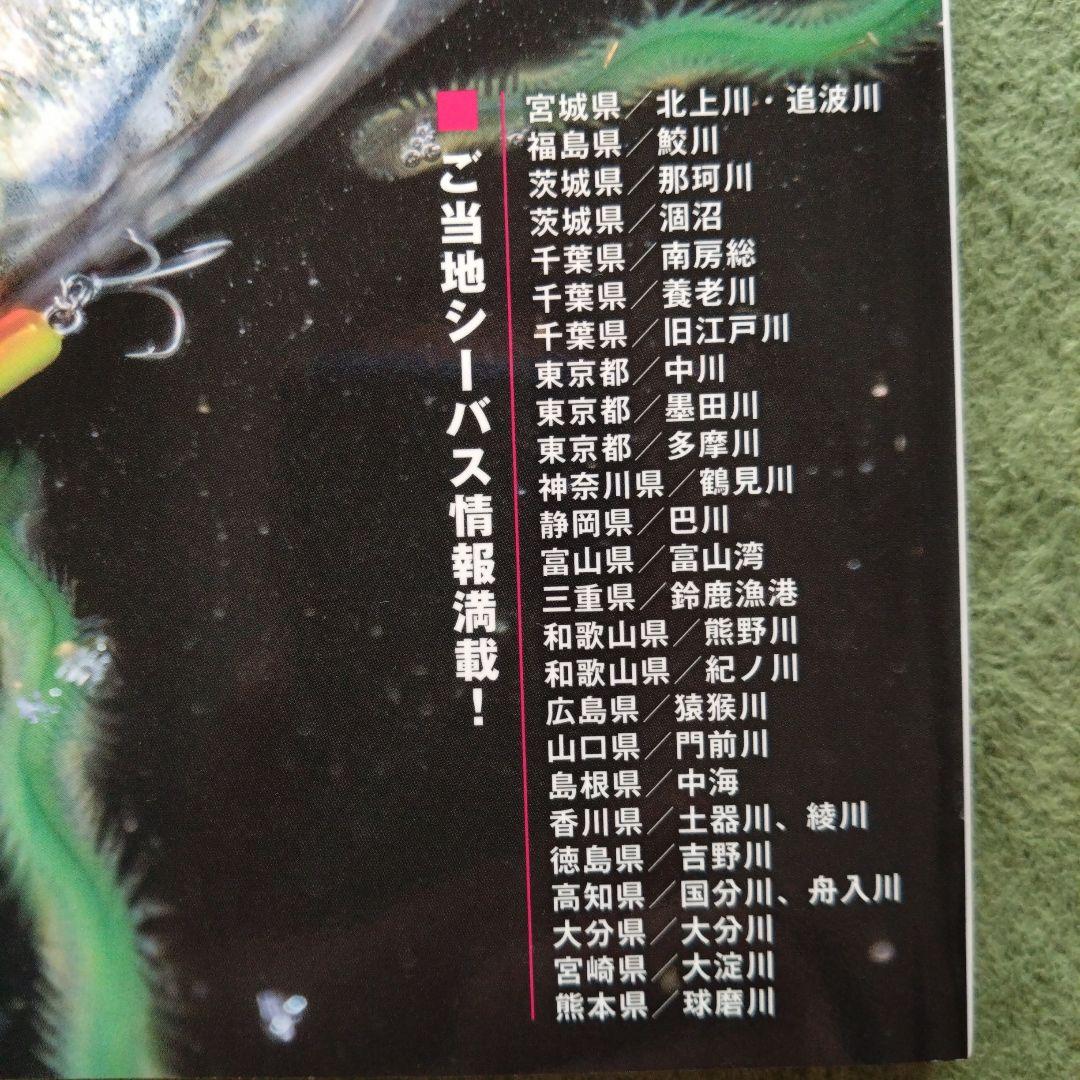 ■ご当地シーバス情報満載！
宮城県／北上川・追波川
福島県／鮫川
茨城県／那珂川
茨城県／涸沼
千葉県／南房総
千葉県／養老川
千葉県／旧江戸川
東京都／中川
東京都／墨田川
東京都／多摩川
神奈川県／鶴見川
静岡県／巴川
富山県／富山湾
三重県／鈴鹿漁港
和歌山県／熊野川
和歌山県／紀ノ川
広島県／猿猴川
山口県／門前川
島根県／中海
香川県／土器川、綾川
徳島県／吉野川
高知県／国分川、舟入川
大分県／大分川
宮崎県／大淀川
熊本県／球磨川